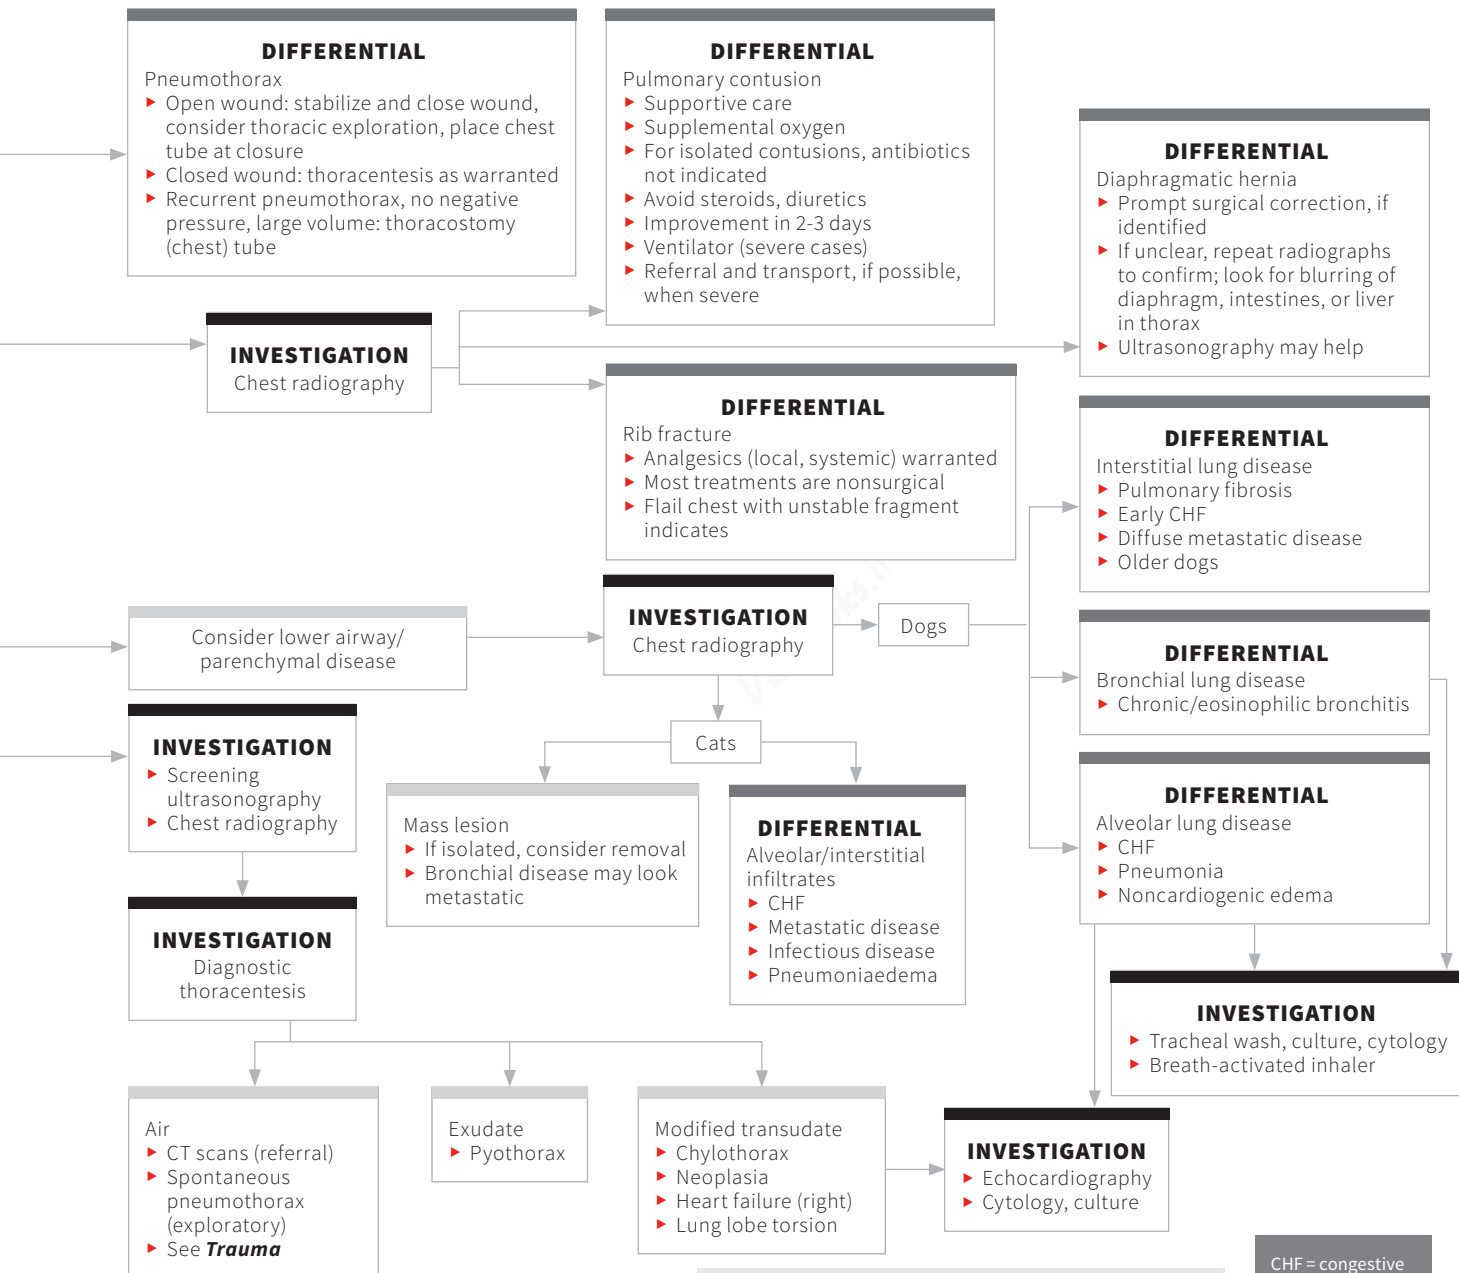 DIFFERENTIAL
Pneumothorax
► Open wound: stabilize and close wound,
consider thoracic exploration, place chest
tube at closure
► Closed wound: thoracentesis as warranted
► Recurrent pneumothorax, no negative
pressure, large volume: thoracostomy
(chest) tube
DIFFERENTIAL
Pulmonary contusion
► Supportive care
► Supplemental oxygen
► For isolated contusions, antibiotics
not indicated
► Avoid steroids, diuretics
► Improvement in 2-3 days
► Ventilator (severe cases)
► Referral and transport, if possible,
when severe
DIFFERENTIAL
Diaphragmatic hernia
► Prompt surgical correction, if
identified
► If unclear, repeat radiographs
to confirm; look for blurring of
diaphragm, intestines, or liver
in thorax
► Ultrasonography may help
INVESTIGATION
Chest radiography
DIFFERENTIAL
Rib fracture
► Analgesics (local, systemic) warranted
► Most treatments are nonsurgical
► Flail chest with unstable fragment
indicates
DIFFERENTIAL
Interstitial lung disease
► Pulmonary fibrosis
► Early CHF
► Diffuse metastatic disease
► Older dogs
Consider lower airway/
parenchymal disease
INVESTIGATION
Chest radiography
Dogs
DIFFERENTIAL
Bronchial lung disease
► Chronic/eosinophilic bronchitis
INVESTIGATION
► Screening
ultrasonography
► Chest radiography
Cats
Mass lesion
► If isolated, consider removal
► Bronchial disease may look
metastatic
DIFFERENTIAL
Alveolar/interstitial
infiltrates
► CHF
► Metastatic disease
► Infectious disease
► Pneumoniaedema
DIFFERENTIAL
Alveolar lung disease
► CHF
► Pneumonia
► Noncardiogenic edema
INVESTIGATION
Diagnostic
thoracentesis
INVESTIGATION
► Tracheal wash, culture, cytology
► Breath-activated inhaler
Air
► CT scans (referral)
► Spontaneous
pneumothorax
(exploratory)
► See Trauma
Exudate
► Pyothorax
Modified transudate
► Chylothorax
► Neoplasia
► Heart failure (right)
► Lung lobe torsion
INVESTIGATION
► Echocardiography
► Cytology, culture
CHF = congestive